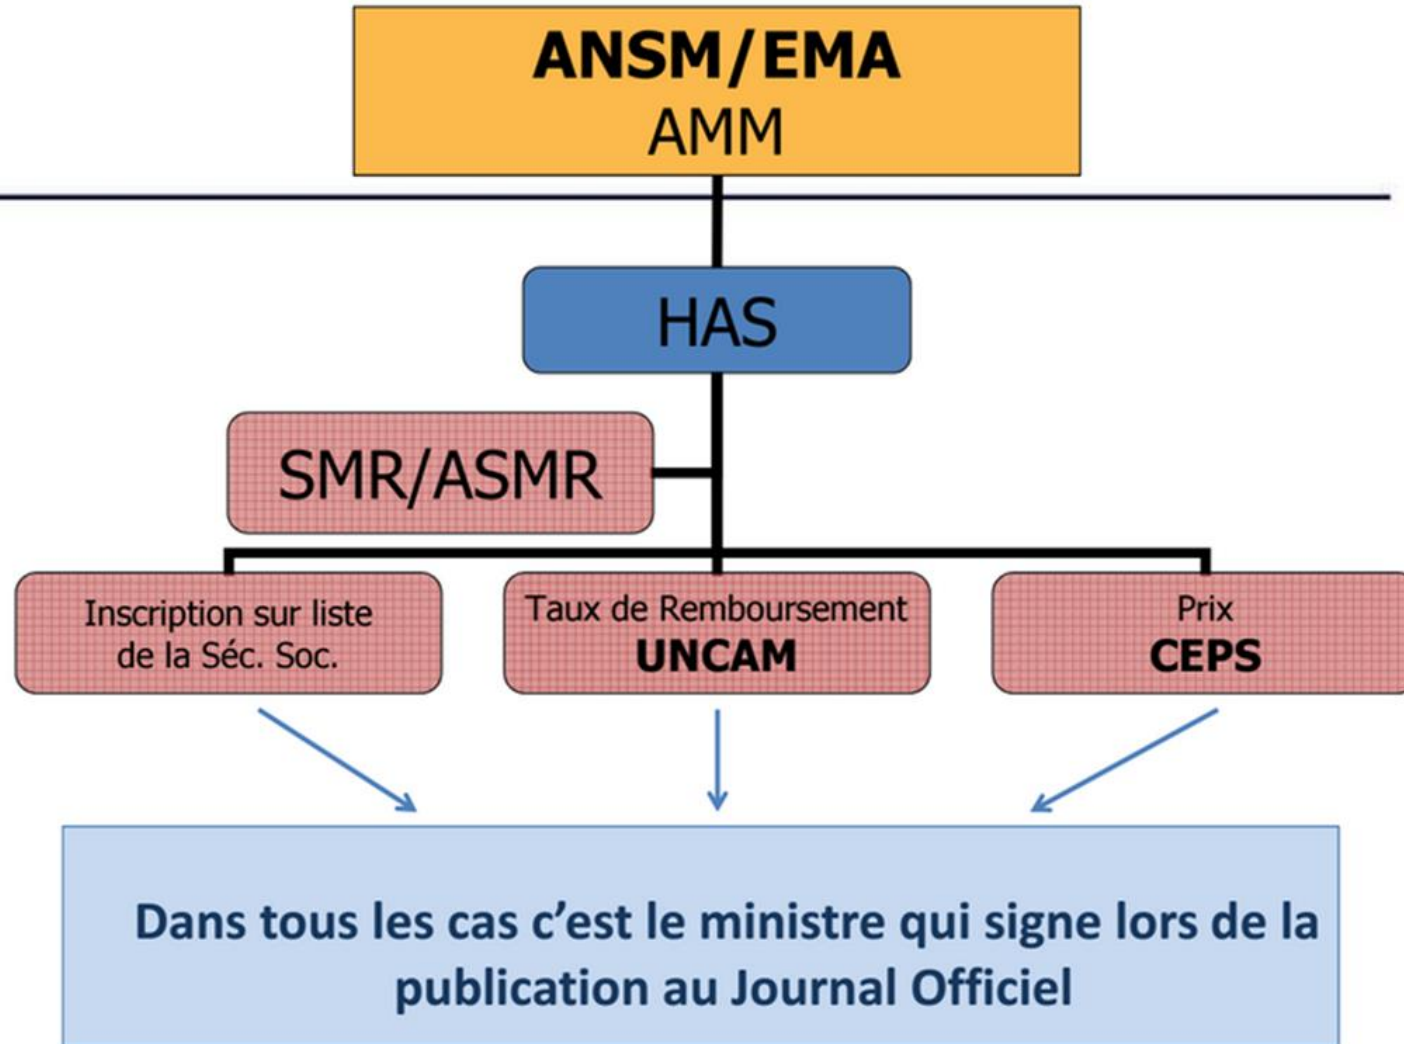 ANSM/EMA
AMM
HAS
SMR/ASMR
Inscription sur liste
de la Séc. Soc.
Taux de Remboursement
UNCAM
Prix
CEPS
Dans tous les cas c’est le ministre qui signe lors de la
publication au Journal Officiel